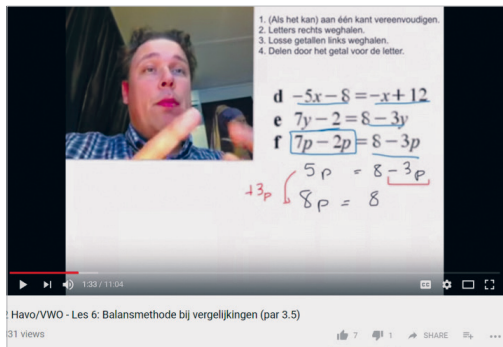 1. (Als het kan) aan één kant vereenvoudigen.
2. Letters rechts weghalen.
3. Losse getallen links weghalen.
4. Delen door het getal voor de letter.
d −5x − 8 = −x + 12
e 7y − 2 = 8 − 3y
f 7p − 2p = 8 − 3p
5p = 8 − 3p
+3p
8p = 8
1:33 / 11:04
CC
Havo/VWO - Les 6: Balansmethode bij vergelijkingen (par 3.5)
31 views
7
1
SHARE